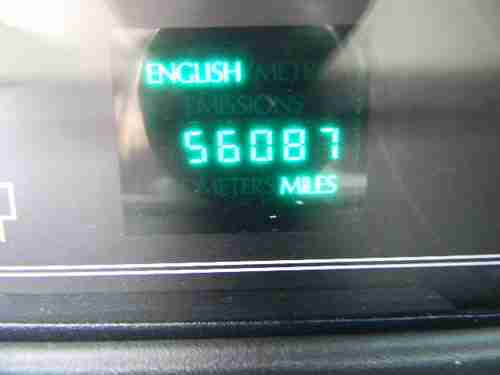 ENGLISH / METRIC
EMISSIONS
56087
METERS MILES